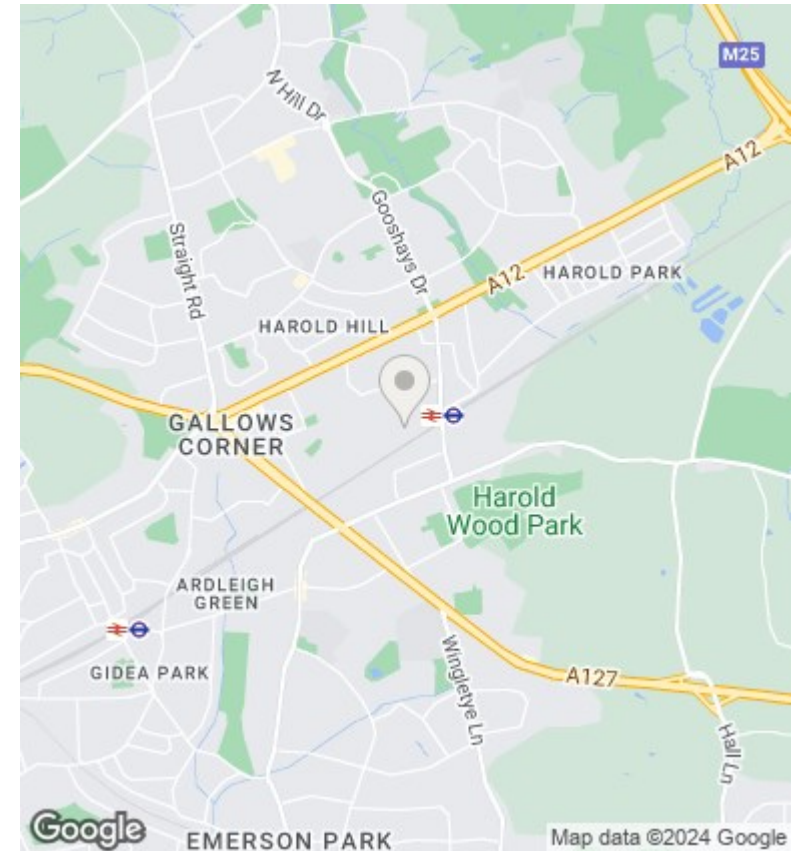 M25
N Hill Dr
A12
Gooshays Dr
Straight Rd
A12
HAROLD PARK
HAROLD HILL
GALLOWS
CORNER
Harold
Wood Park
ARDLEIGH
GREEN
GIDEA PARK
Wingletye Ln
A127
Hall Ln
Google
EMERSON PARK
Map data ©2024 Google